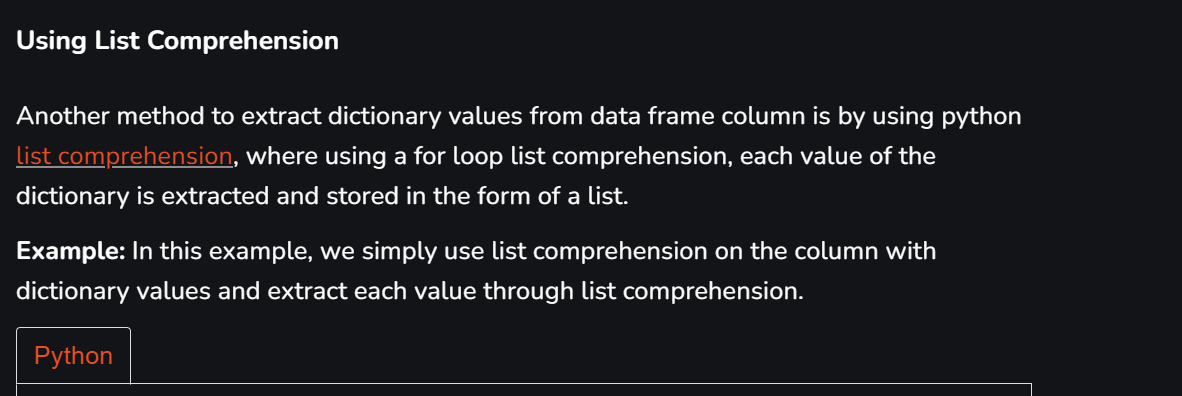 Using List Comprehension
Another method to extract dictionary values from data frame column is by using python
list comprehension, where using a for loop list comprehension, each value of the
dictionary is extracted and stored in the form of a list.
Example: In this example, we simply use list comprehension on the column with
dictionary values and extract each value through list comprehension.
Python